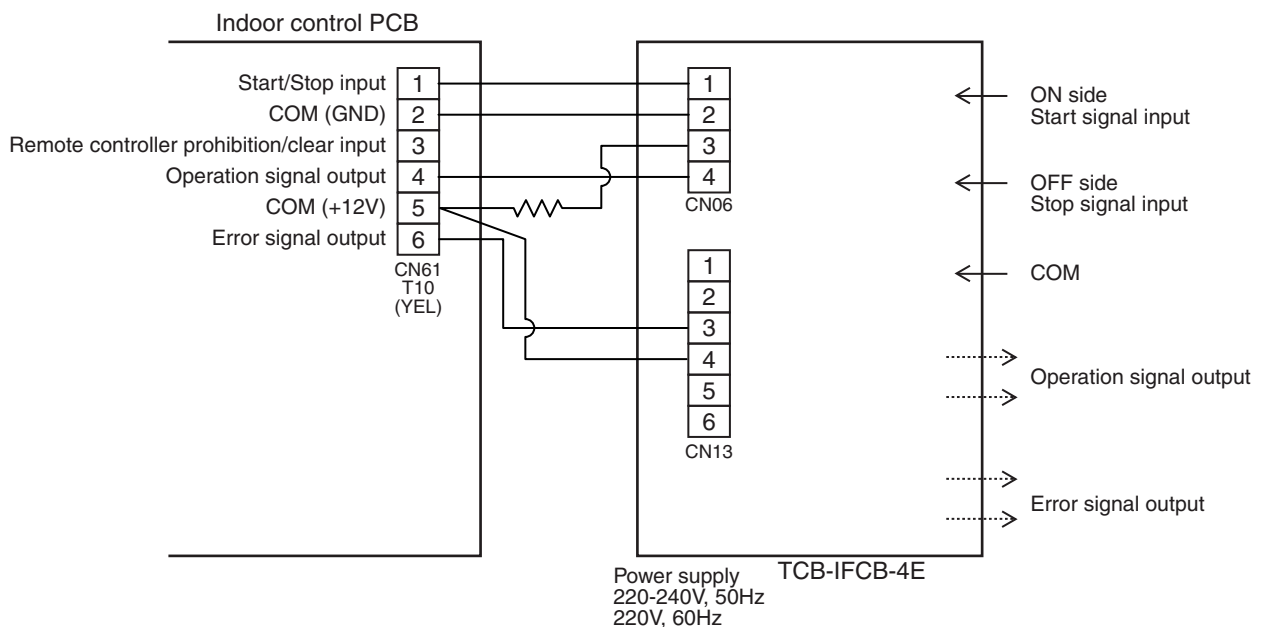 Indoor control PCB
Start/Stop input 1
COM (GND) 2
Remote controller prohibition/clear input 3
Operation signal output 4
COM (+12V) 5
Error signal output 6
CN61
T10
(YEL)
1
2
3
4
CN06
1
2
3
4
5
6
CN13
ON side
Start signal input
OFF side
Stop signal input
COM
Operation signal output
Error signal output
TCB-IFCB-4E
Power supply
220-240V, 50Hz
220V, 60Hz